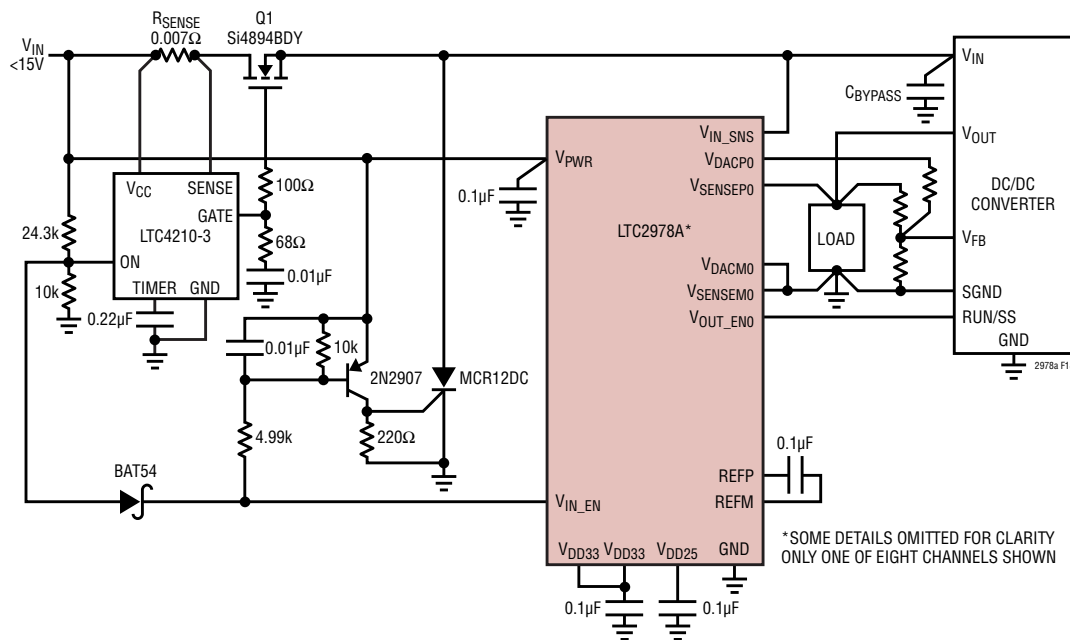 RSENSE
0.007Ω
Q1
Si4894BDY
VIN
<15V
VIN
CBYPASS
VOUT
DC/DC
CONVERTER
VFB
SGND
RUN/SS
GND
2978a F1
VIN_SNS
VPWR
VDACP0
0.1µF
VSENSEP0
LTC2978A*
LOAD
VDACM0
VSENSEM0
VOUT_EN0
VCC
SENSE
100Ω
GATE
24.3k
LTC4210-3
68Ω
ON
0.01µF
10k
TIMER
GND
0.22µF
0.01µF
10k
2N2907
MCR12DC
4.99k
220Ω
0.1µF
BAT54
REFP
REFM
VIN_EN
*SOME DETAILS OMITTED FOR CLARITY
ONLY ONE OF EIGHT CHANNELS SHOWN
VDD33
VDD33
VDD25
GND
0.1µF
0.1µF